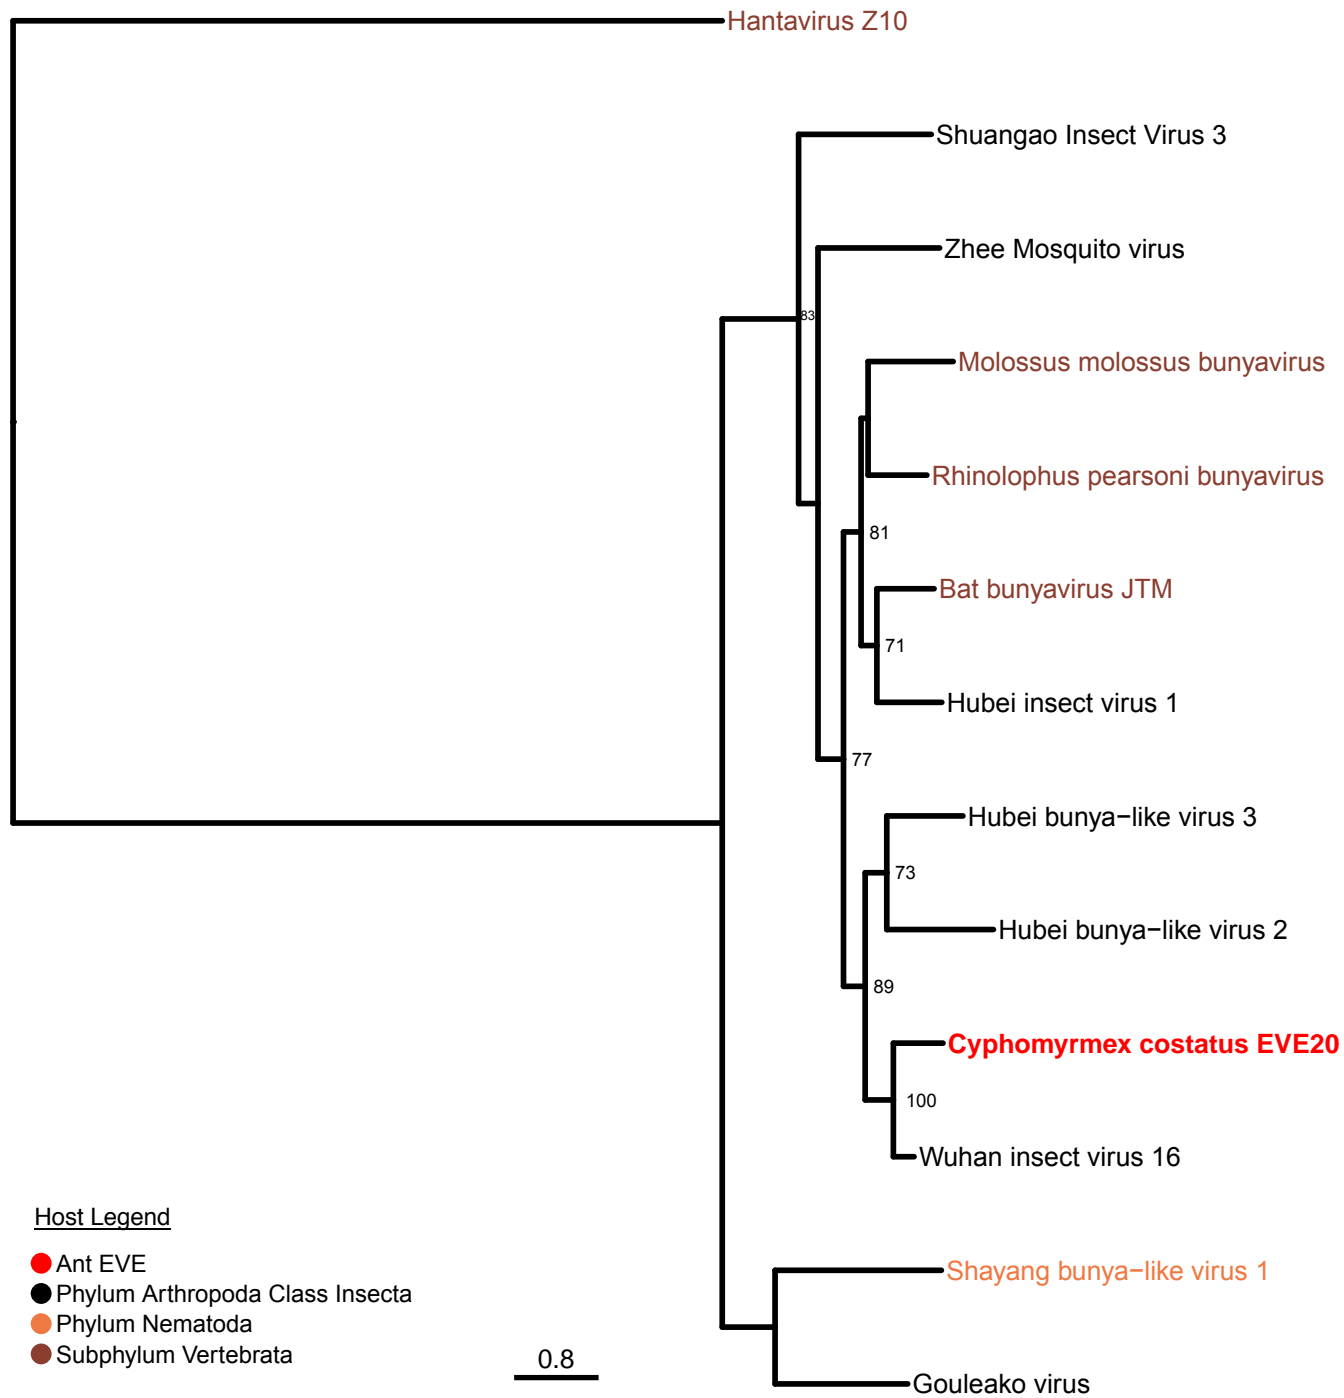 Hantavirus Z10
Shuangao Insect Virus 3
Zhee Mosquito virus
83
Molossus molossus bunyavirus
Rhinolophus pearsoni bunyavirus
81
Bat bunyavirus JTM
71
Hubei insect virus 1
77
Hubei bunya−like virus 3
73
Hubei bunya−like virus 2
89
Cyphomyrmex costatus EVE20
100
Wuhan insect virus 16
Shayang bunya−like virus 1
Gouleako virus
Host Legend
Ant EVE
Phylum Arthropoda Class Insecta
Phylum Nematoda
Subphylum Vertebrata
0.8